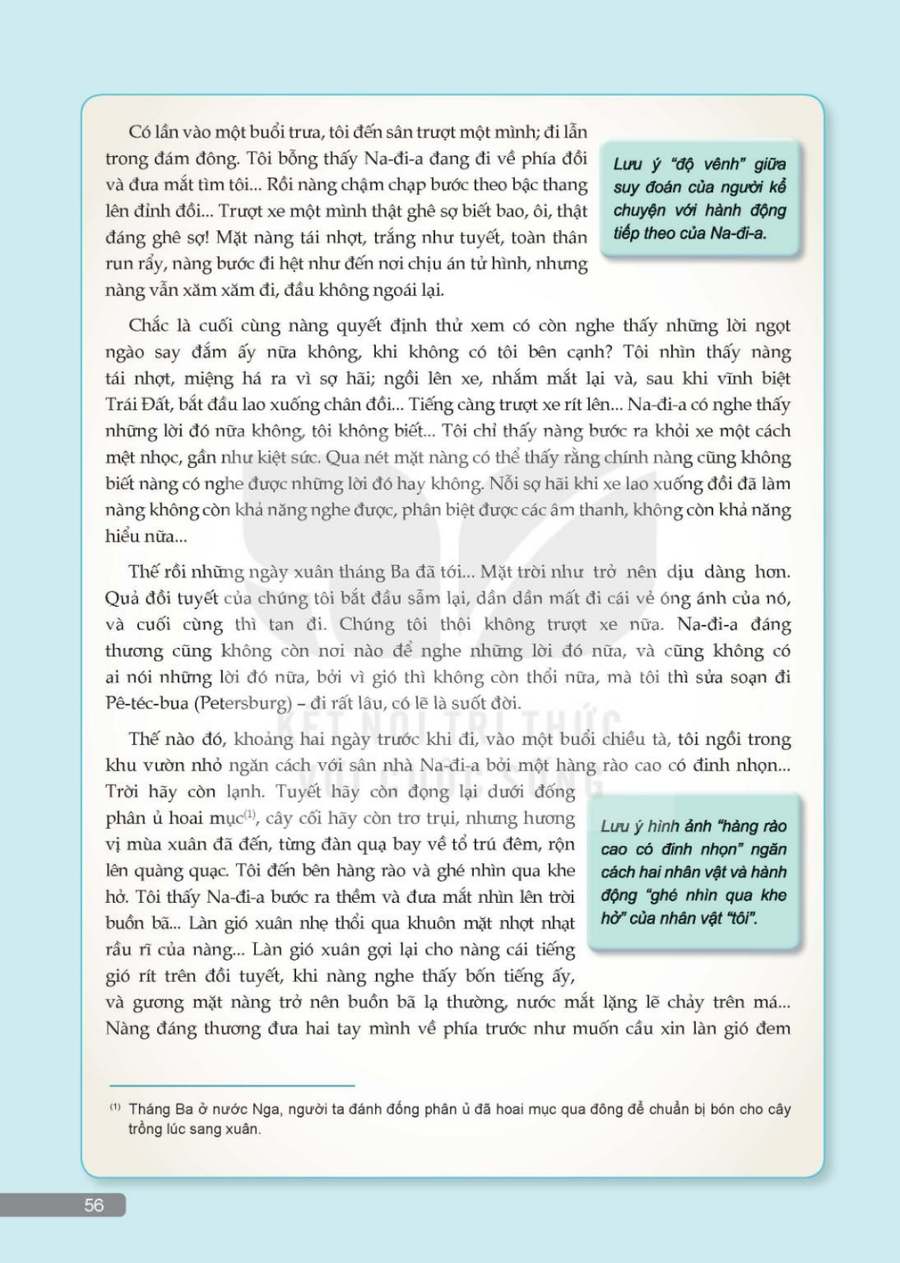 Có lần vào một buổi trưa, tôi đến sân trượt một mình; đi lẫn
trong đám đông. Tôi bỗng thấy Na-đi-a đang đi về phía đồi
và đưa mắt tìm tôi... Rồi nàng chậm chạp bước theo bậc thang
lên đỉnh đồi... Trượt xe một mình thật ghê sợ biết bao, ôi, thật
đáng ghê sợ! Mặt nàng tái nhợt, trắng như tuyết, toàn thân
run rẩy, nàng bước đi hệt như đến nơi chịu án tử hình, nhưng
nàng vẫn xăm xăm đi, đầu không ngoái lại.
Lưu ý “độ vênh” giữa
suy đoán của người kể
chuyện với hành động
tiếp theo của Na-đi-a.
Chắc là cuối cùng nàng quyết định thử xem có còn nghe thấy những lời ngọt
ngào say đắm ấy nữa không, khi không có tôi bên cạnh? Tôi nhìn thấy nàng
tái nhợt, miệng há ra vì sợ hãi; ngồi lên xe, nhắm mắt lại và, sau khi vĩnh biệt
Trái Đất, bắt đầu lao xuống chân đồi... Tiếng càng trượt xe rít lên... Na-đi-a có nghe thấy
những lời đó nữa không, tôi không biết... Tôi chỉ thấy nàng bước ra khỏi xe một cách
mệt nhọc, gần như kiệt sức. Qua nét mặt nàng có thể thấy rằng chính nàng cũng không
biết nàng có nghe được những lời đó hay không. Nỗi sợ hãi khi xe lao xuống đồi đã làm
nàng không còn khả năng nghe được, phân biệt được các âm thanh, không còn khả năng
hiểu nữa...
Thế rồi những ngày xuân tháng Ba đã tới... Mặt trời như trở nên dịu dàng hơn.
Quả đồi tuyết của chúng tôi bắt đầu sẫm lại, dần dần mất đi cái vẻ óng ánh của nó,
và cuối cùng thì tan đi. Chúng tôi thôi không trượt xe nữa. Na-đi-a đáng
thương cũng không còn nơi nào để nghe những lời đó nữa, và cũng không có
ai nói những lời đó nữa, bởi vì gió thì không còn thổi nữa, mà tôi thì sửa soạn đi
Pê-téc-bua (Petersburg) – đi rất lâu, có lẽ là suốt đời.
KẾT NỐI TRI THỨC
VỚI CUỘC SỐNG
Thế nào đó, khoảng hai ngày trước khi đi, vào một buổi chiều tà, tôi ngồi trong
khu vườn nhỏ ngăn cách với sân nhà Na-đi-a bởi một hàng rào cao có đinh nhọn...
Trời hãy còn lạnh. Tuyết hãy còn đọng lại dưới đống
phân ủ hoai mục(1), cây cối hãy còn trơ trụi, nhưng hương
vị mùa xuân đã đến, từng đàn quạ bay về tổ trú đêm, rộn
lên quàng quạc. Tôi đến bên hàng rào và ghé nhìn qua khe
hở. Tôi thấy Na-đi-a bước ra thềm và đưa mắt nhìn lên trời
buồn bã... Làn gió xuân nhẹ thổi qua khuôn mặt nhợt nhạt
rầu rĩ của nàng... Làn gió xuân gợi lại cho nàng cái tiếng
gió rít trên đồi tuyết, khi nàng nghe thấy bốn tiếng ấy,
và gương mặt nàng trở nên buồn bã lạ thường, nước mắt lặng lẽ chảy trên má...
Nàng đáng thương đưa hai tay mình về phía trước như muốn cầu xin làn gió đem
Lưu ý hình ảnh “hàng rào
cao có đinh nhọn” ngăn
cách hai nhân vật và hành
động “ghé nhìn qua khe
hở” của nhân vật “tôi”.
(1) Tháng Ba ở nước Nga, người ta đánh đống phân ủ đã hoai mục qua đông để chuẩn bị bón cho cây
trồng lúc sang xuân.
56